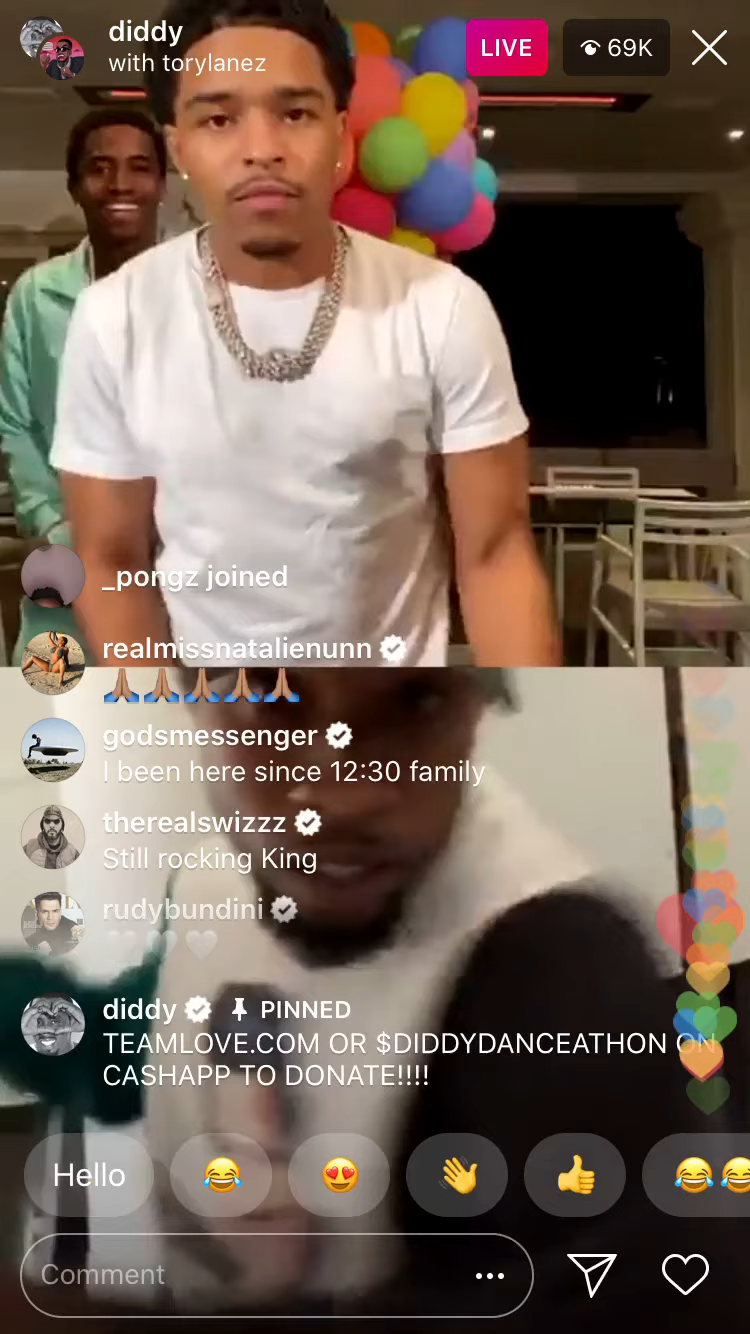 diddy
LIVE
69K
with torylanez
_pongz joined
realmissnatalienunn
🙏🏽🙏🏽🙏🏽🙏🏽🙏🏽
godsmessenger
I been here since 12:30 family
therealswizzz
Still rocking King
rudybundini
🤍🤍🤍
diddy PINNED
TEAMLOVE.COM OR $DIDDYDANCEATHON ON
CASHAPP TO DONATE!!!!
Hello 😂 😍 👋 👍 😂😂
Comment